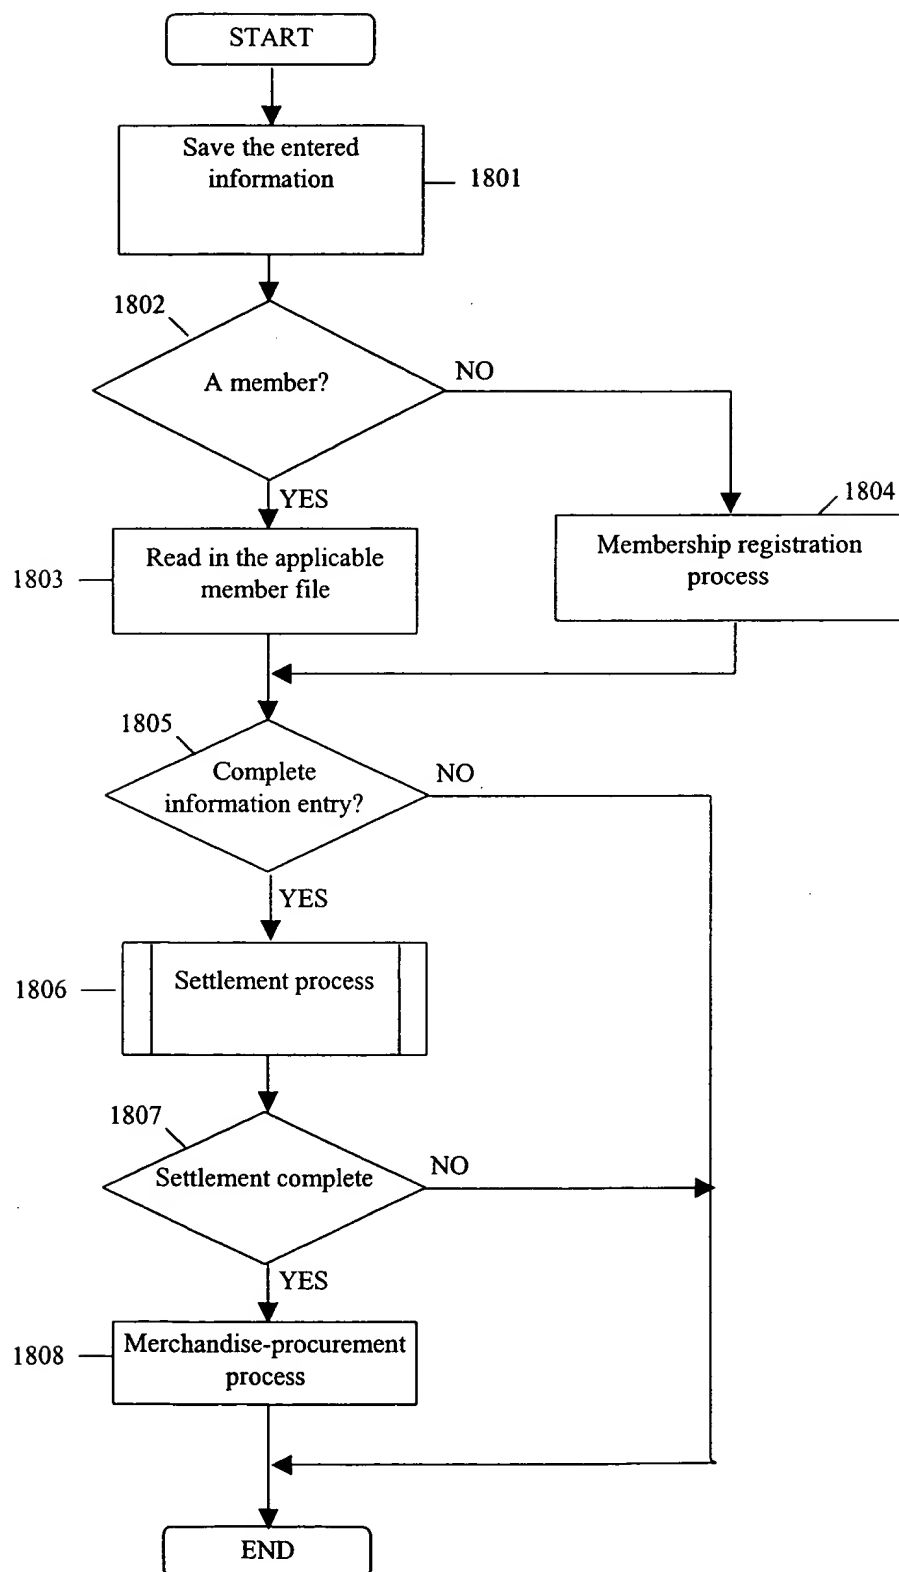 START
Save the entered
information
1801
1802
A member?
NO
YES
1804
Membership registration
process
Read in the applicable
member file
1803
1805
Complete
information entry?
NO
YES
Settlement process
1806
1807
Settlement complete
NO
YES
Merchandise-procurement
process
1808
END